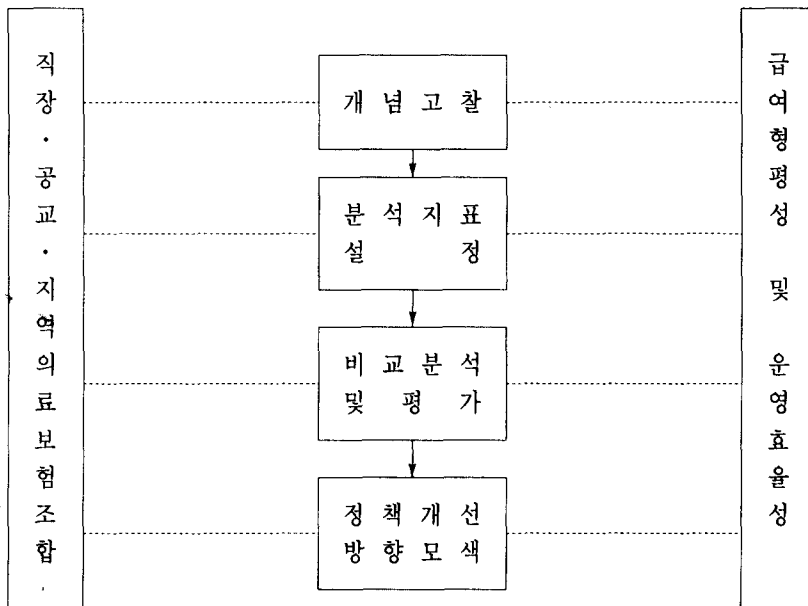 직장·공교·지역의료보험조합
개념고찰
분석지표
설정
비교분석
및 평가
정책개선
방향모색
급여형평성 및 운영효율성